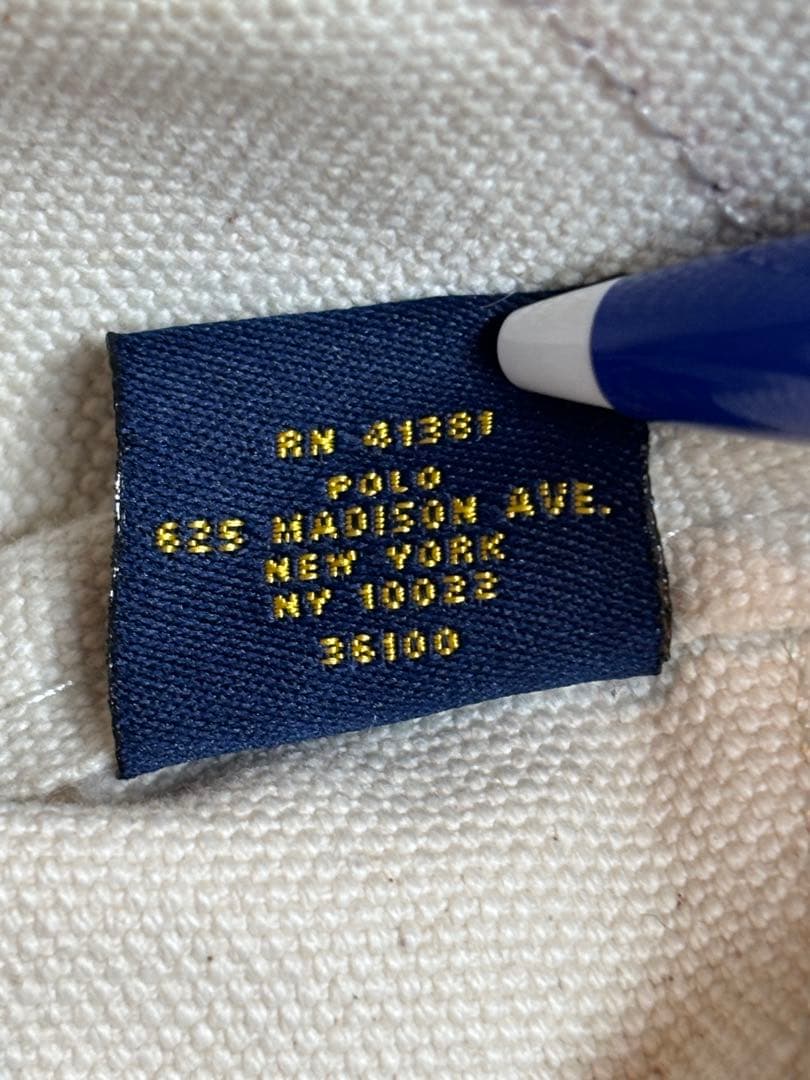 RN 41381
POLO
625 MADISON AVE.
NEW YORK
NY 10022
36100